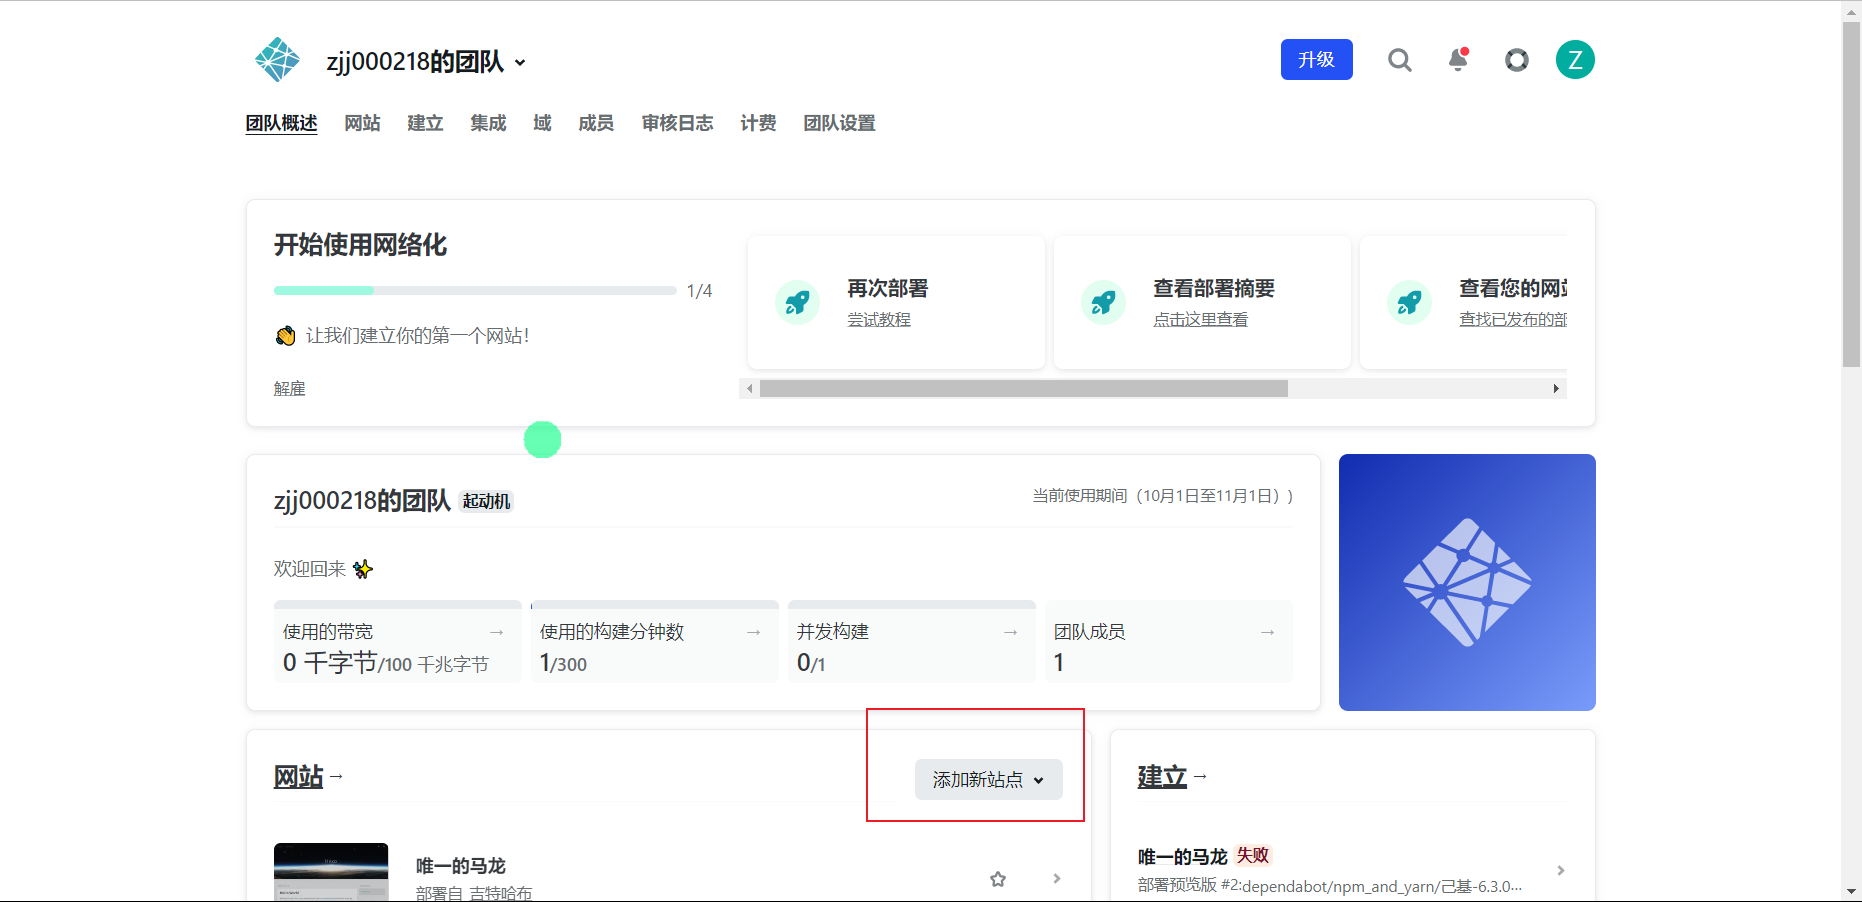 zjj000218的团队
升级
Z
团队概述 网站 建立 集成 域 成员 审核日志 计费 团队设置
开始使用网络化
1/4
👋 让我们建立你的第一个网站！
解雇
再次部署
尝试教程
查看部署摘要
点击这里查看
查看您的网站
查找已发布的部
zjj000218的团队 起动机
当前使用期间（10月1日至11月1日））
欢迎回来 ✨
使用的带宽 →
0 千字节/100 千兆字节
使用的构建分钟数 →
1/300
并发构建 →
0/1
团队成员 →
1
网站 →
添加新站点
唯一的马龙
部署自 吉特哈布
建立 →
唯一的马龙 失败
部署预览版 #2:dependabot/npm_and_yarn/己基-6.3.0...